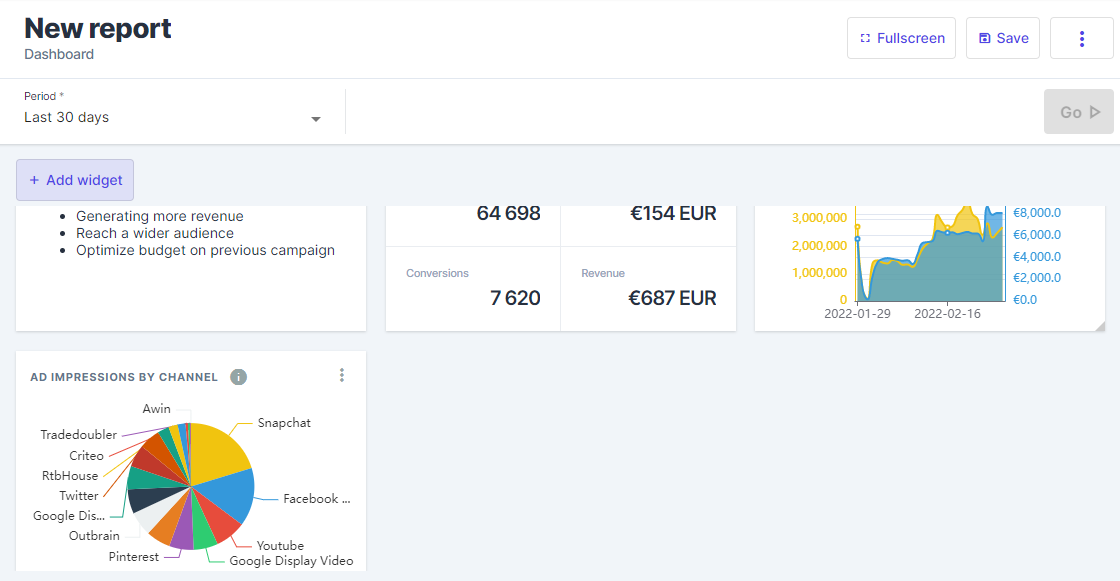 New report
Dashboard
Fullscreen
Save
Period *
Last 30 days
Go
+ Add widget
Generating more revenue
Reach a wider audience
Optimize budget on previous campaign
64 698
€154 EUR
Conversions
7 620
Revenue
€687 EUR
3,000,000
2,000,000
1,000,000
0
€8,000.0
€6,000.0
€4,000.0
€2,000.0
€0.0
2022-01-29
2022-02-16
AD IMPRESSIONS BY CHANNEL
Awin
Snapchat
Tradedoubler
Criteo
RtbHouse
Twitter
Facebook ...
Google Dis...
Outbrain
Youtube
Pinterest
Google Display Video